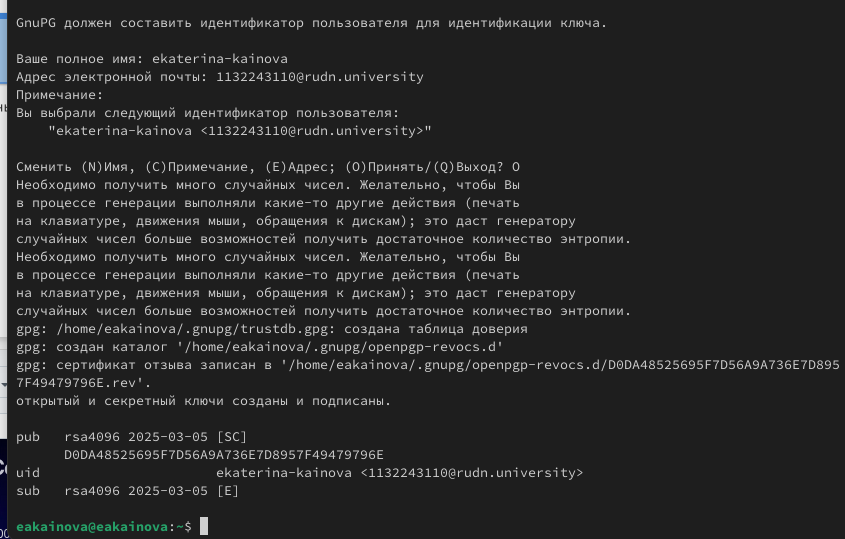 GnuPG должен составить идентификатор пользователя для идентификации ключа.
Ваше полное имя: ekaterina-kainova
Адрес электронной почты: 1132243110@rudn.university
Примечание:
Вы выбрали следующий идентификатор пользователя:
"ekaterina-kainova <1132243110@rudn.university>"
Сменить (N)Имя, (C)Примечание, (E)Адрес; (O)Принять/(Q)Выход? O
Необходимо получить много случайных чисел. Желательно, чтобы Вы
в процессе генерации выполняли какие-то другие действия (печать
на клавиатуре, движения мыши, обращения к дискам); это даст генератору
случайных чисел больше возможностей получить достаточное количество энтропии.
Необходимо получить много случайных чисел. Желательно, чтобы Вы
в процессе генерации выполняли какие-то другие действия (печать
на клавиатуре, движения мыши, обращения к дискам); это даст генератору
случайных чисел больше возможностей получить достаточное количество энтропии.
gpg: /home/eakainova/.gnupg/trustdb.gpg: создана таблица доверия
gpg: создан каталог '/home/eakainova/.gnupg/openpgp-revocs.d'
gpg: сертификат отзыва записан в '/home/eakainova/.gnupg/openpgp-revocs.d/D0DA48525695F7D56A9A736E7D895
7F49479796E.rev'.
открытый и секретный ключи созданы и подписаны.
pub   rsa4096 2025-03-05 [SC]
D0DA48525695F7D56A9A736E7D8957F49479796E
uid                      ekaterina-kainova <1132243110@rudn.university>
sub   rsa4096 2025-03-05 [E]
eakainova@eakainova:~$